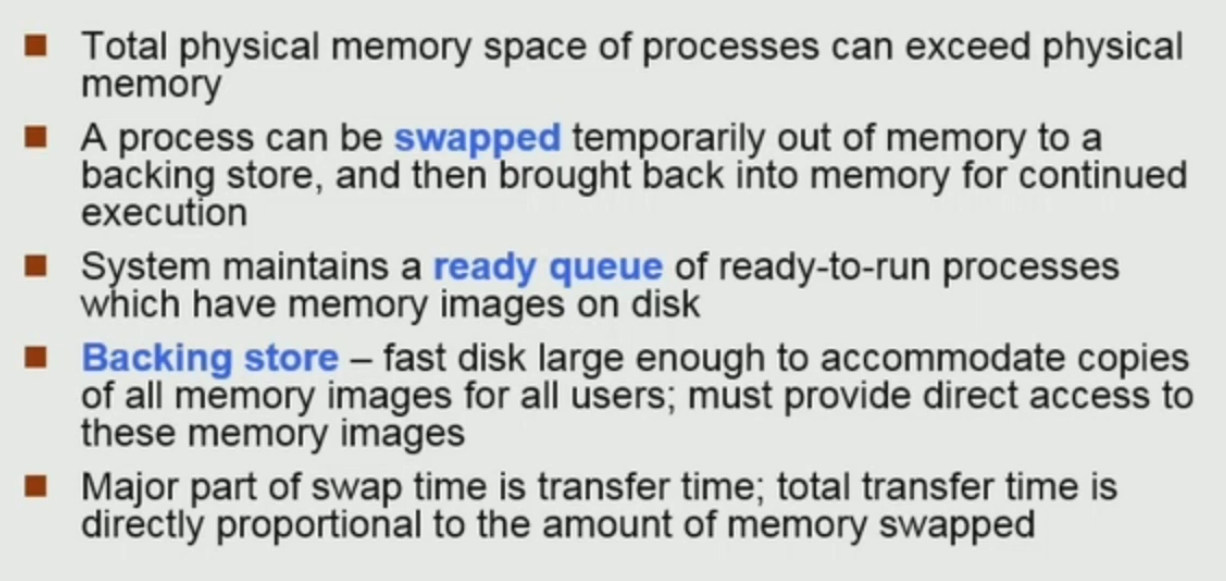 Total physical memory space of processes can exceed physical
memory
A process can be swapped temporarily out of memory to a
backing store, and then brought back into memory for continued
execution
System maintains a ready queue of ready-to-run processes
which have memory images on disk
Backing store – fast disk large enough to accommodate copies
of all memory images for all users; must provide direct access to
these memory images
Major part of swap time is transfer time; total transfer time is
directly proportional to the amount of memory swapped